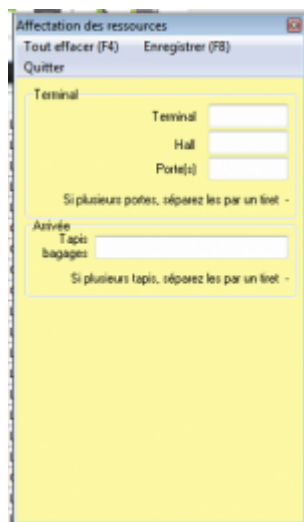 Affectation des ressources
Tout effacer (F4) Enregistrer (F8)
Quitter
Terminal
Terminal
Hall
Porte(s)
Si plusieurs portes, séparez les par un tiret -
Arrivée
Tapis
bagages
Si plusieurs tapis, séparez les par un tiret -